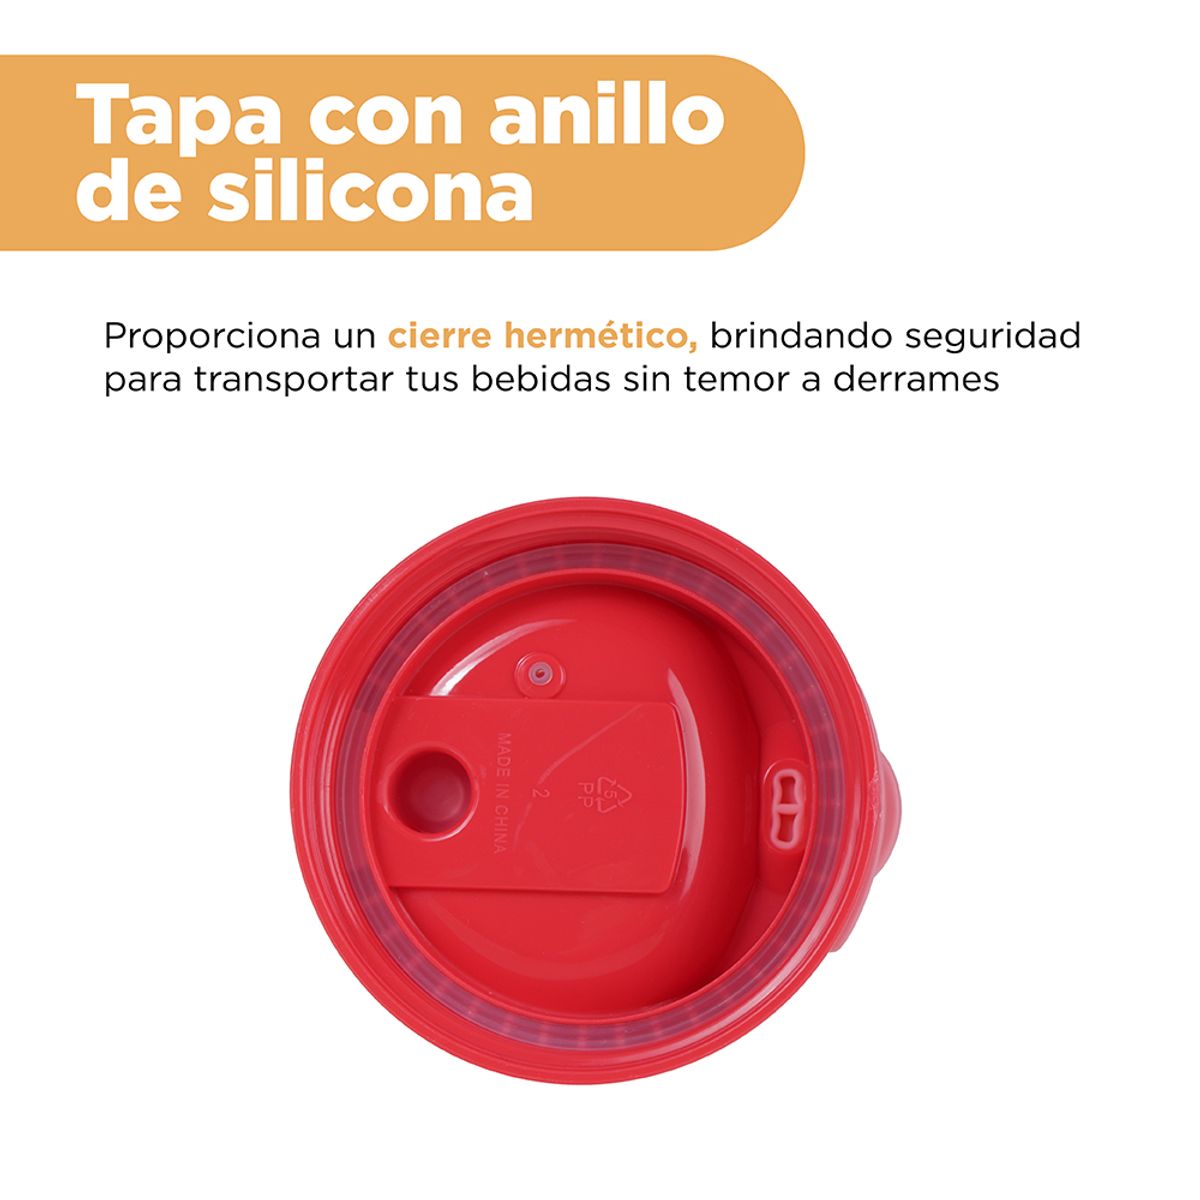 Tapa con anillo
de silicona
Proporciona un cierre hermético, brindando seguridad
para transportar tus bebidas sin temor a derrames
MADE IN CHINA
2
5
PP